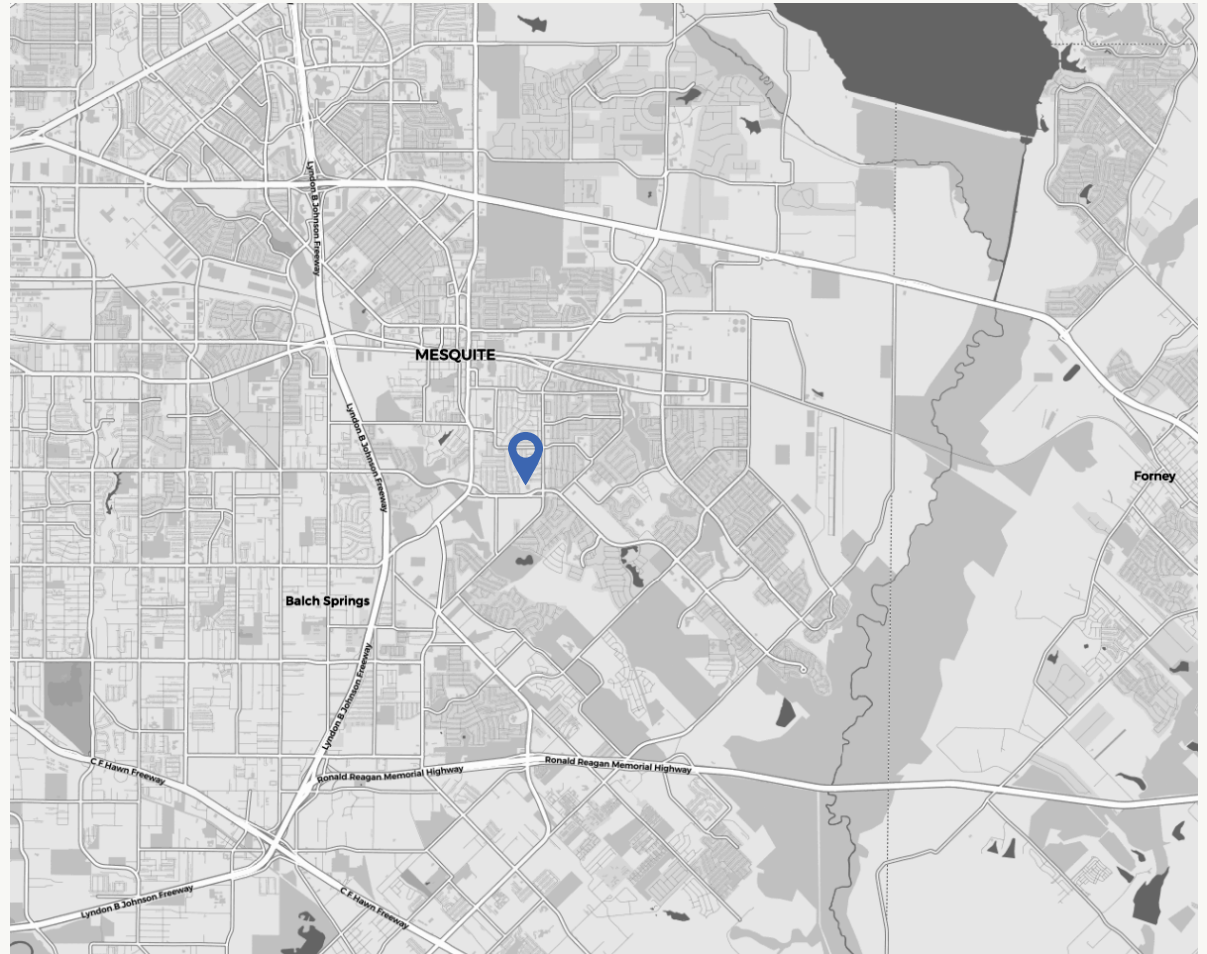 Lyndon B Johnson Freeway
MESQUITE
Lyndon B Johnson Freeway
Forney
Balch Springs
Lyndon B Johnson Freeway
C F Hawn Freeway
Ronald Reagan Memorial Highway
Ronald Reagan Memorial Highway
Lyndon B Johnson Freeway
C F Hawn Freeway